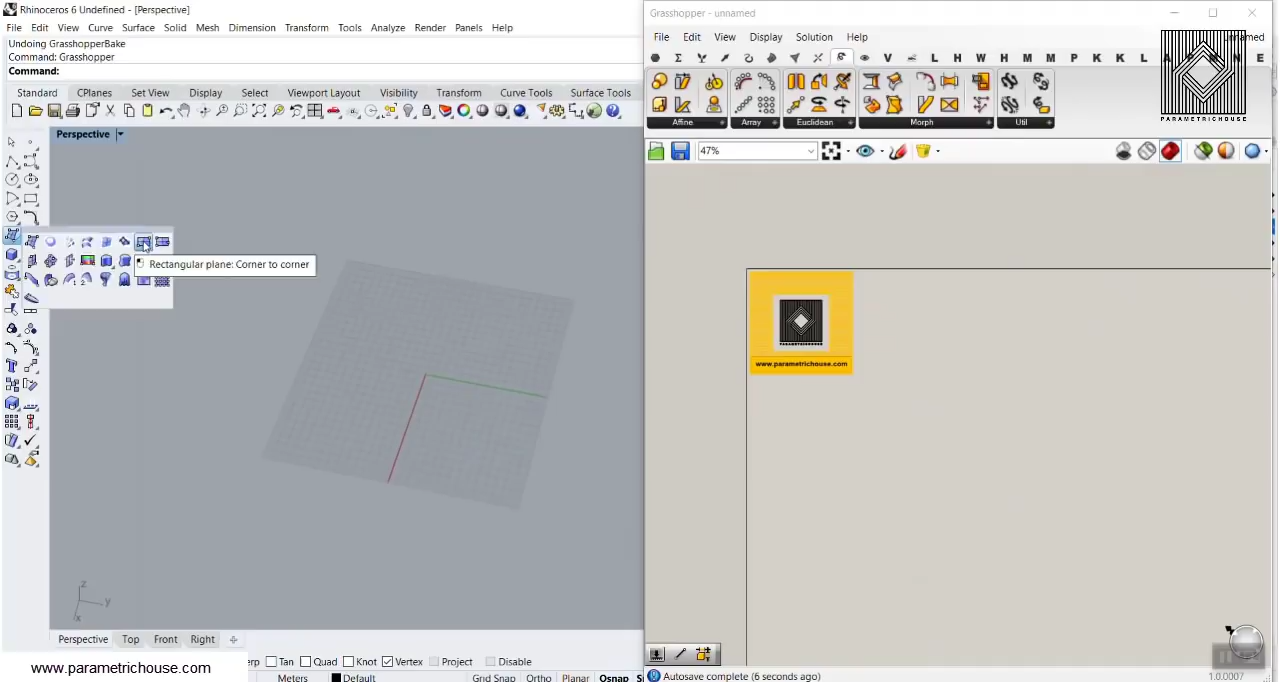 Rhinoceros 6 Undefined - [Perspective]
File Edit View Curve Surface Solid Mesh Dimension Transform Tools Analyze Render Panels Help
Undoing GrasshopperBake
Command: Grasshopper
Command:
Standard CPlanes Set View Display Select Viewport Layout Visibility Transform Curve Tools Surface Tools
Perspective
Rectangular plane: Corner to corner
z
y
x
Perspective Top Front Right
Tan Quad Knot Vertex Project Disable
www.parametrichouse.com
Meters Default Grid Snap Ortho Planar Osnap
Grasshopper - unnamed
File Edit View Display Solution Help
V L H W H M M P K K L N E
PARAMETRICHOUSE
Affine Array Euclidean Morph Util
47%
www.parametrichouse.com
Autosave complete (6 seconds ago)
1.0.0007